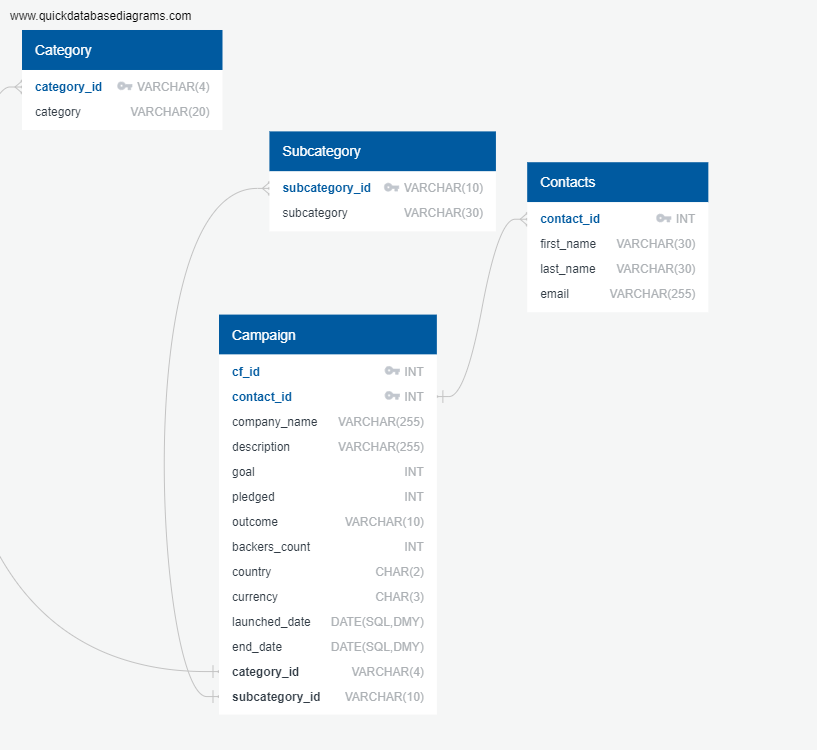 www.quickdatabasediagrams.com
Category
category_id VARCHAR(4)
category VARCHAR(20)
Subcategory
subcategory_id VARCHAR(10)
subcategory VARCHAR(30)
Contacts
contact_id INT
first_name VARCHAR(30)
last_name VARCHAR(30)
email VARCHAR(255)
Campaign
cf_id INT
contact_id INT
company_name VARCHAR(255)
description VARCHAR(255)
goal INT
pledged INT
outcome VARCHAR(10)
backers_count INT
country CHAR(2)
currency CHAR(3)
launched_date DATE(SQL,DMY)
end_date DATE(SQL,DMY)
category_id VARCHAR(4)
subcategory_id VARCHAR(10)